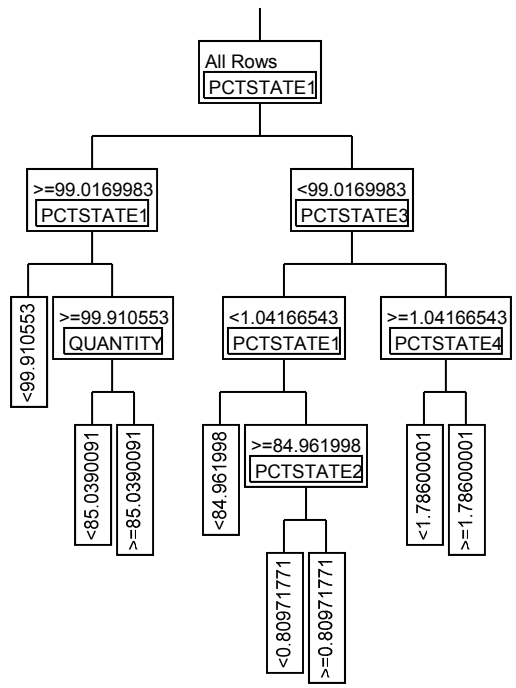 All Rows
PCTSTATE1
>=99.0169983
PCTSTATE1
<99.0169983
PCTSTATE3
<99.910553
>=99.910553
QUANTITY
<1.04166543
PCTSTATE1
>=1.04166543
PCTSTATE4
<85.0390091
>=85.0390091
<84.961998
>=84.961998
PCTSTATE2
<1.78600001
>=1.78600001
<0.80971771
>=0.80971771